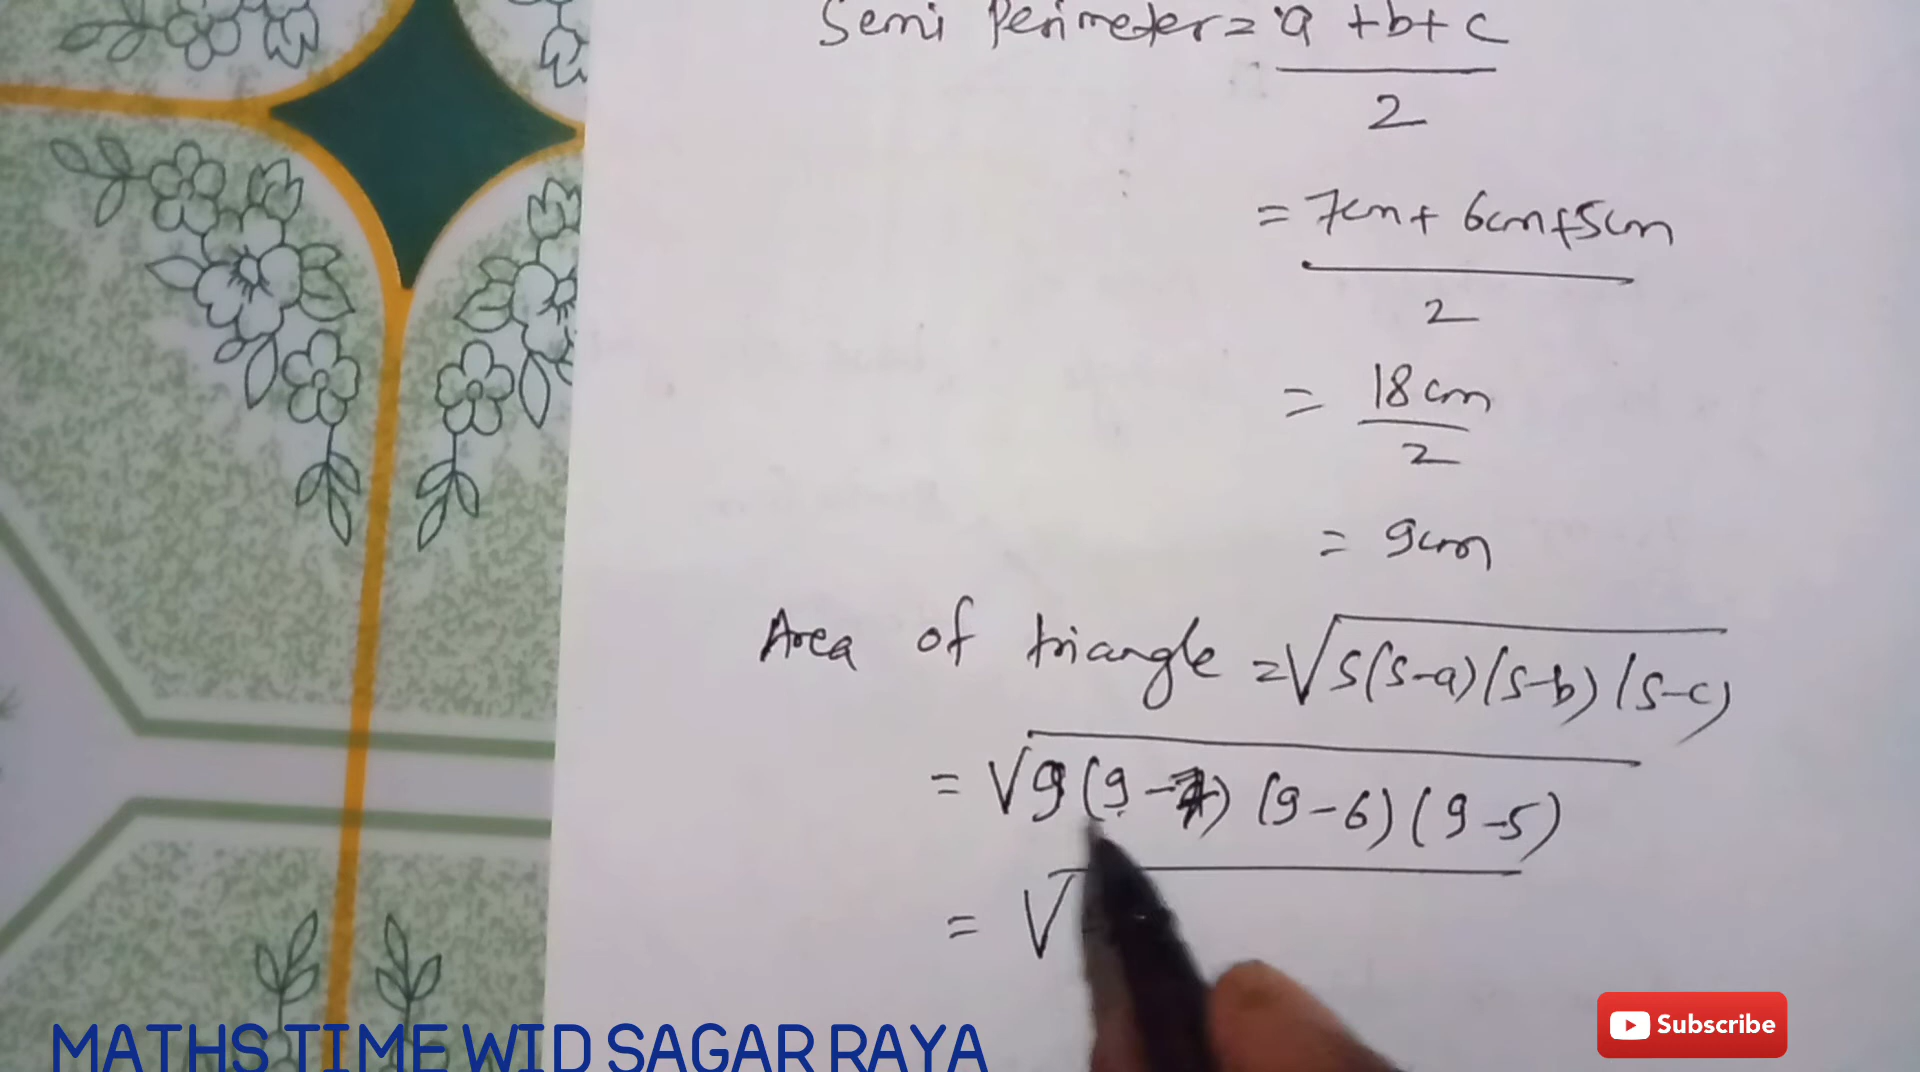 Semi Perimeter = a + b + c
2
= 7cm + 6cm + 5cm
2
= 18cm
2
= 9cm
Area of triangle = √S(S-a)(S-b)(S-c)
= √9(9-7)(9-6)(9-5)
= √
MATHS TIME WID SAGAR RAYA
Subscribe